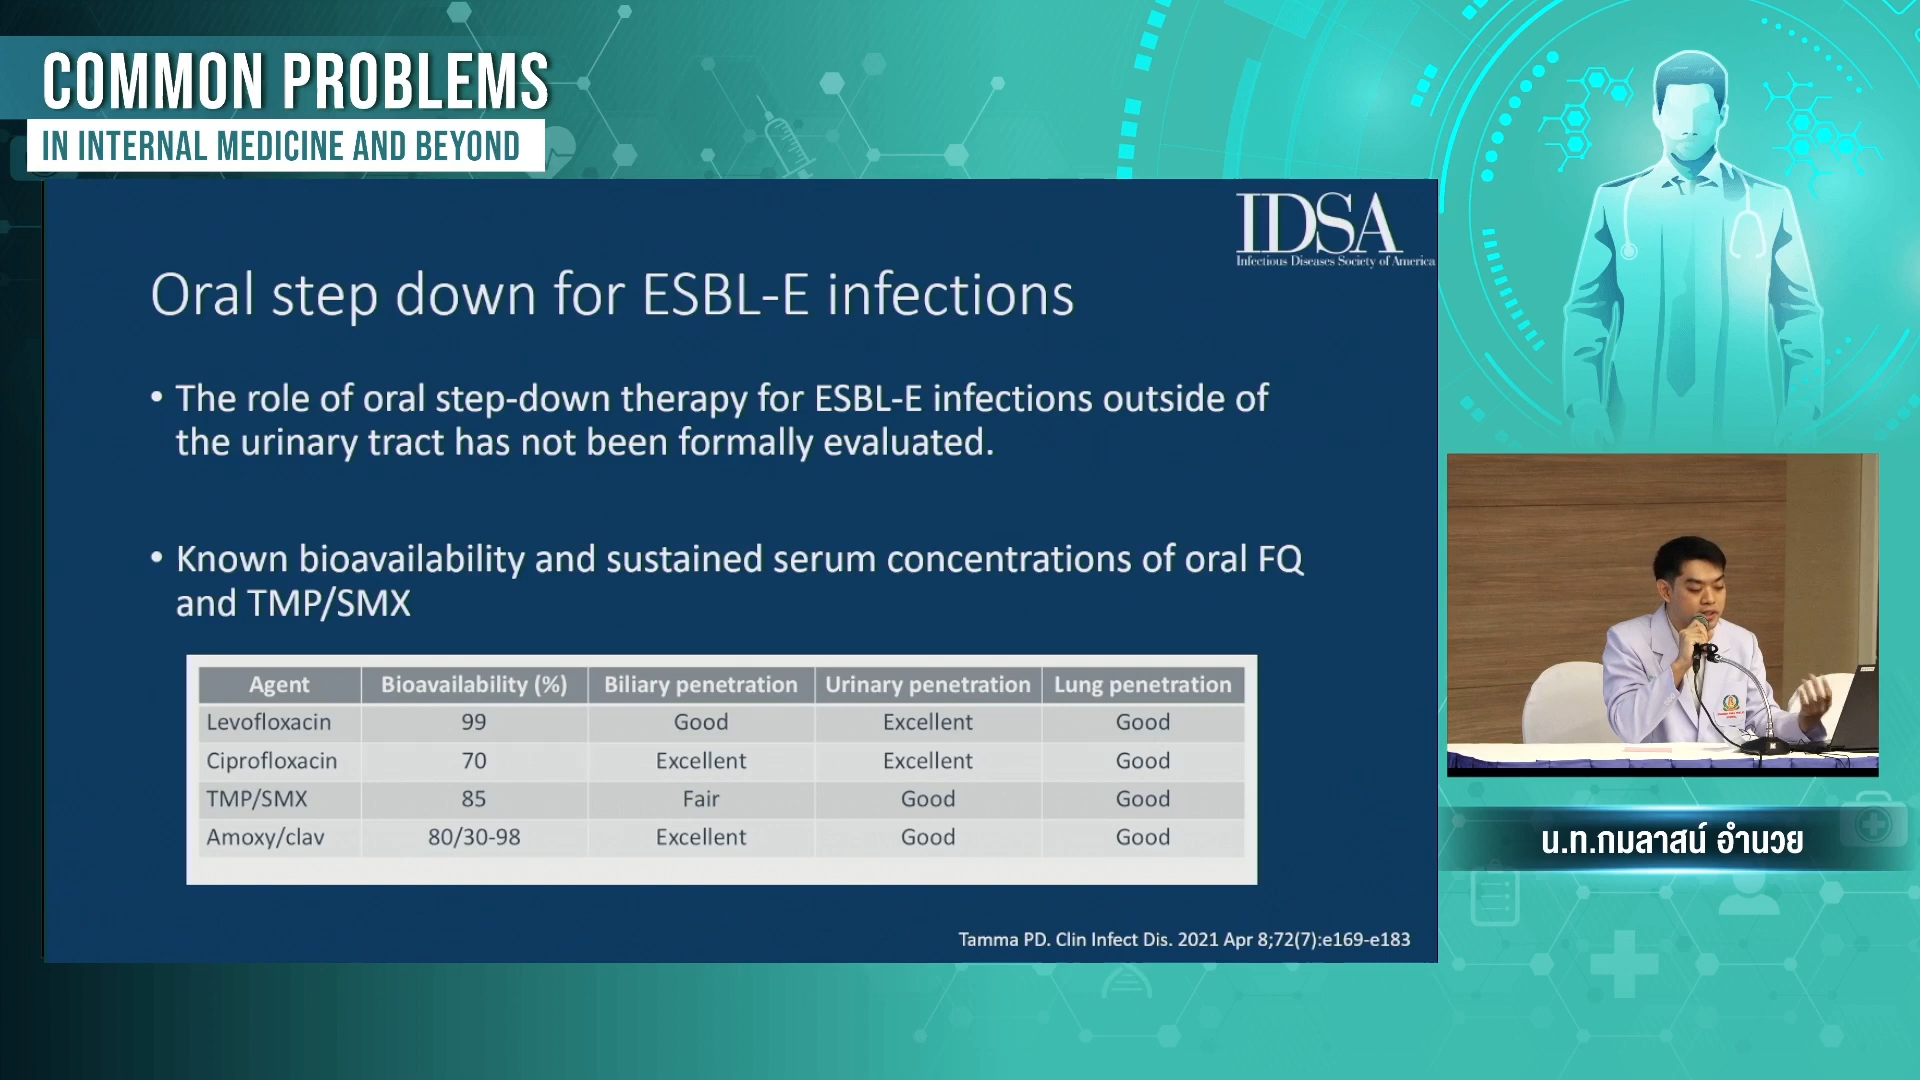 COMMON PROBLEMS
IN INTERNAL MEDICINE AND BEYOND
IDSA
Infectious Diseases Society of America
Oral step down for ESBL-E infections
• The role of oral step-down therapy for ESBL-E infections outside of
the urinary tract has not been formally evaluated.
• Known bioavailability and sustained serum concentrations of oral FQ
and TMP/SMX
Agent Bioavailability (%) Biliary penetration Urinary penetration Lung penetration
Levofloxacin 99 Good Excellent Good
Ciprofloxacin 70 Excellent Excellent Good
TMP/SMX 85 Fair Good Good
Amoxy/clav 80/30-98 Excellent Good Good
Tamma PD. Clin Infect Dis. 2021 Apr 8;72(7):e169-e183
น.ท.กมลาสน์ อำนวย